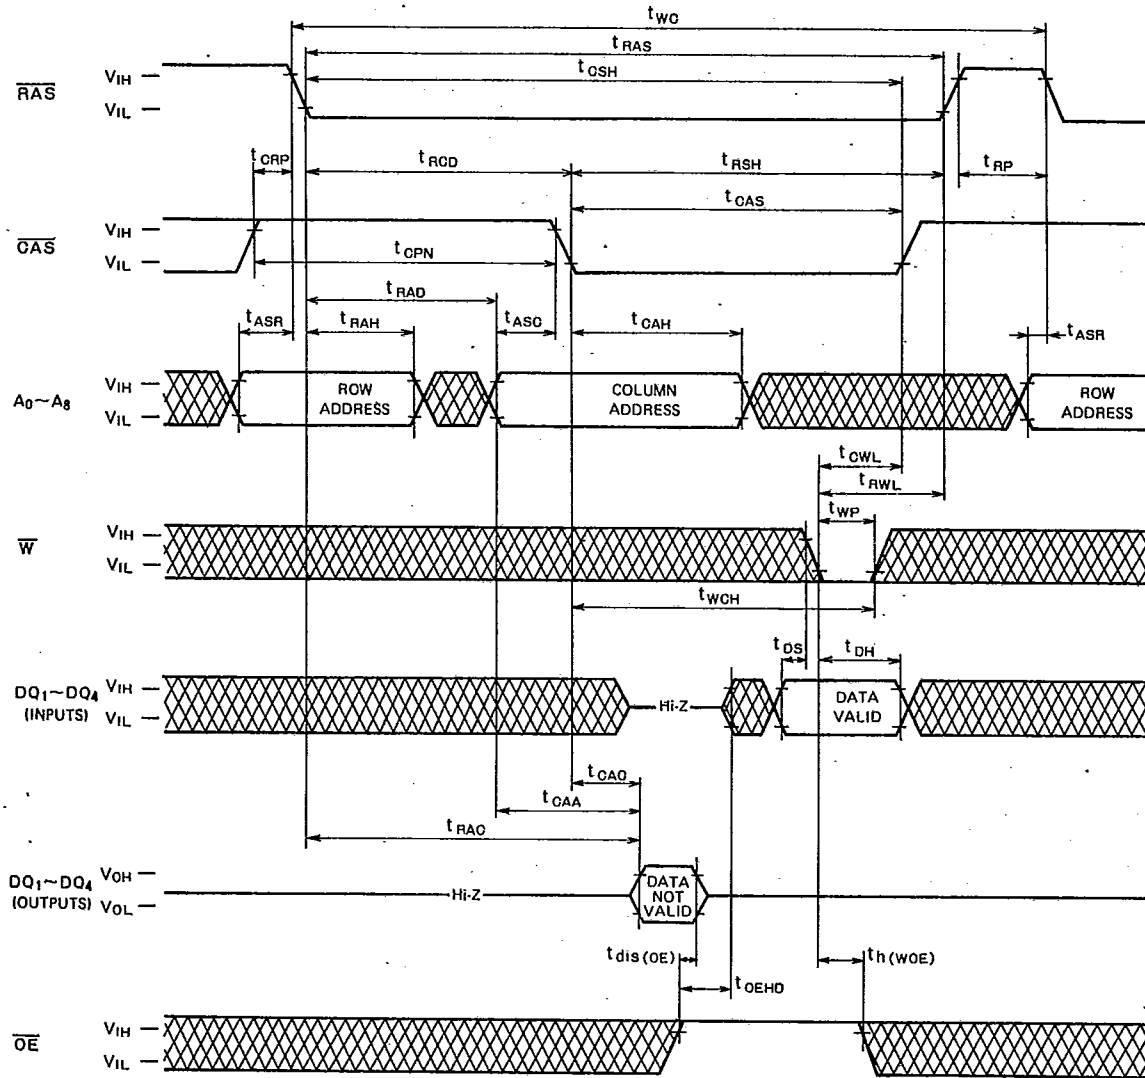 tWC
tRAS
tCSH
RAS
VIH
VIL
tCRP
tRCD
tRSH
tRP
tCAS
CAS
VIH
VIL
tCPN
tRAD
tASR
tRAH
tASC
tCAH
tASR
A0~A8
VIH
VIL
ROW
ADDRESS
COLUMN
ADDRESS
ROW
ADDRESS
tCWL
tRWL
tWP
W
VIH
VIL
tWCH
tDS
tDH
DQ1~DQ4
(INPUTS)
VIH
VIL
Hi-Z
DATA
VALID
tCAC
tCAA
tRAC
DQ1~DQ4
(OUTPUTS)
VOH
VOL
Hi-Z
DATA
NOT
VALID
tdis(OE)
th(WOE)
tOEHD
OE
VIH
VIL